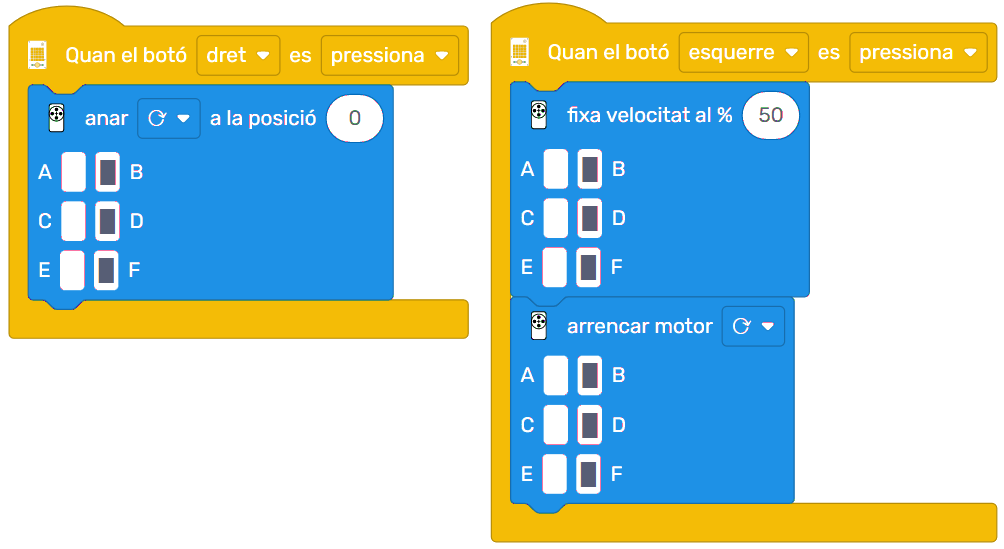 Quan el botó dret es pressiona
anar a la posició 0
A B
C D
E F
Quan el botó esquerre es pressiona
fixa velocitat al % 50
A B
C D
E F
arrencar motor
A B
C D
E F